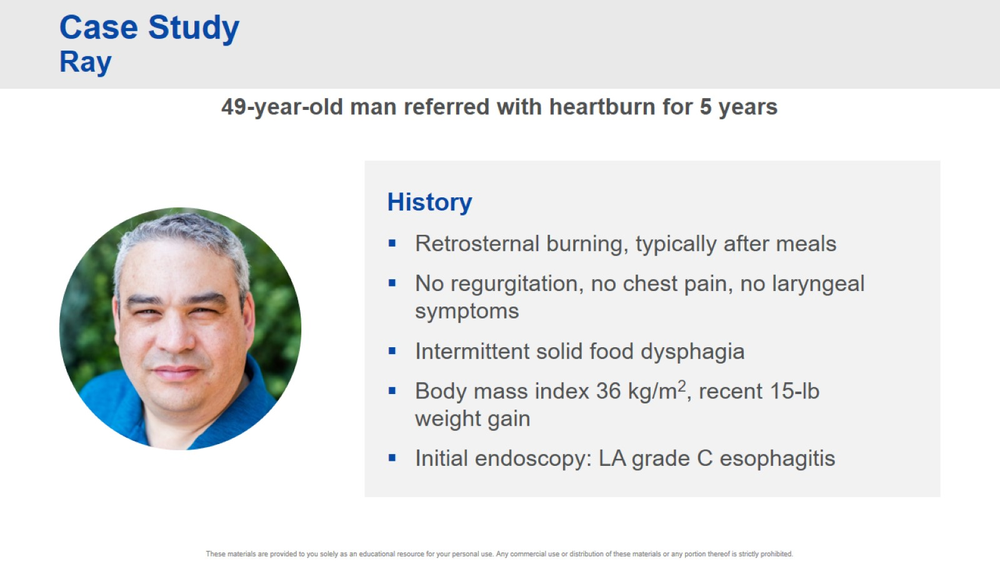 Case Study
Ray
49-year-old man referred with heartburn for 5 years
History
▪ Retrosternal burning, typically after meals
▪ No regurgitation, no chest pain, no laryngeal
symptoms
▪ Intermittent solid food dysphagia
▪ Body mass index 36 kg/m², recent 15-lb
weight gain
▪ Initial endoscopy: LA grade C esophagitis
These materials are provided to you solely as an educational resource for your personal use. Any commercial use or distribution of these materials or any portion thereof is strictly prohibited.